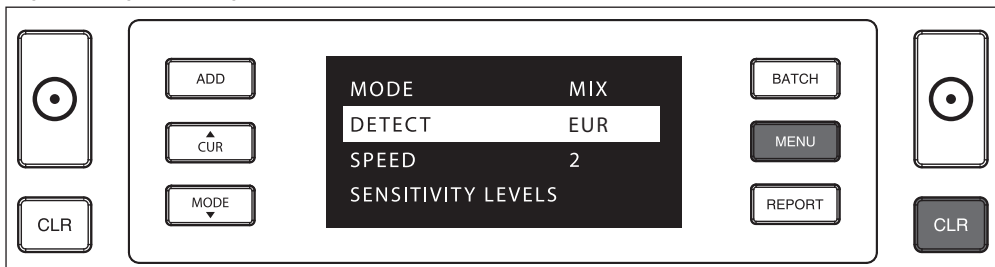 ADD
▲
CUR
MODE
▼
CLR
MODE MIX
DETECT EUR
SPEED 2
SENSITIVITY LEVELS
BATCH
MENU
REPORT
CLR